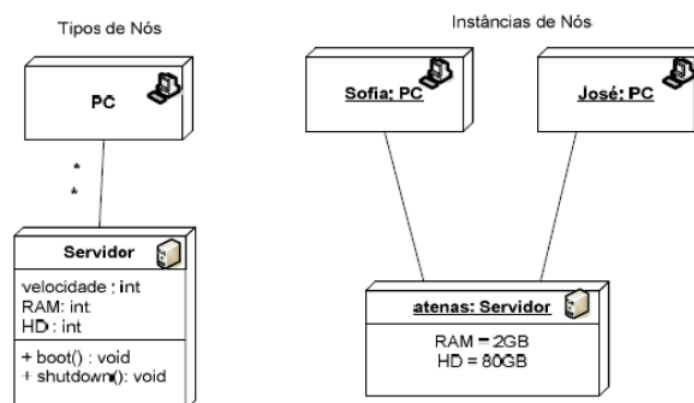 Tipos de Nós
PC
*
*
Servidor
velocidade : int
RAM: int
HD : int
+ boot() : void
+ shutdown(): void
Instâncias de Nós
Sofia: PC
José: PC
atenas: Servidor
RAM = 2GB
HD = 80GB